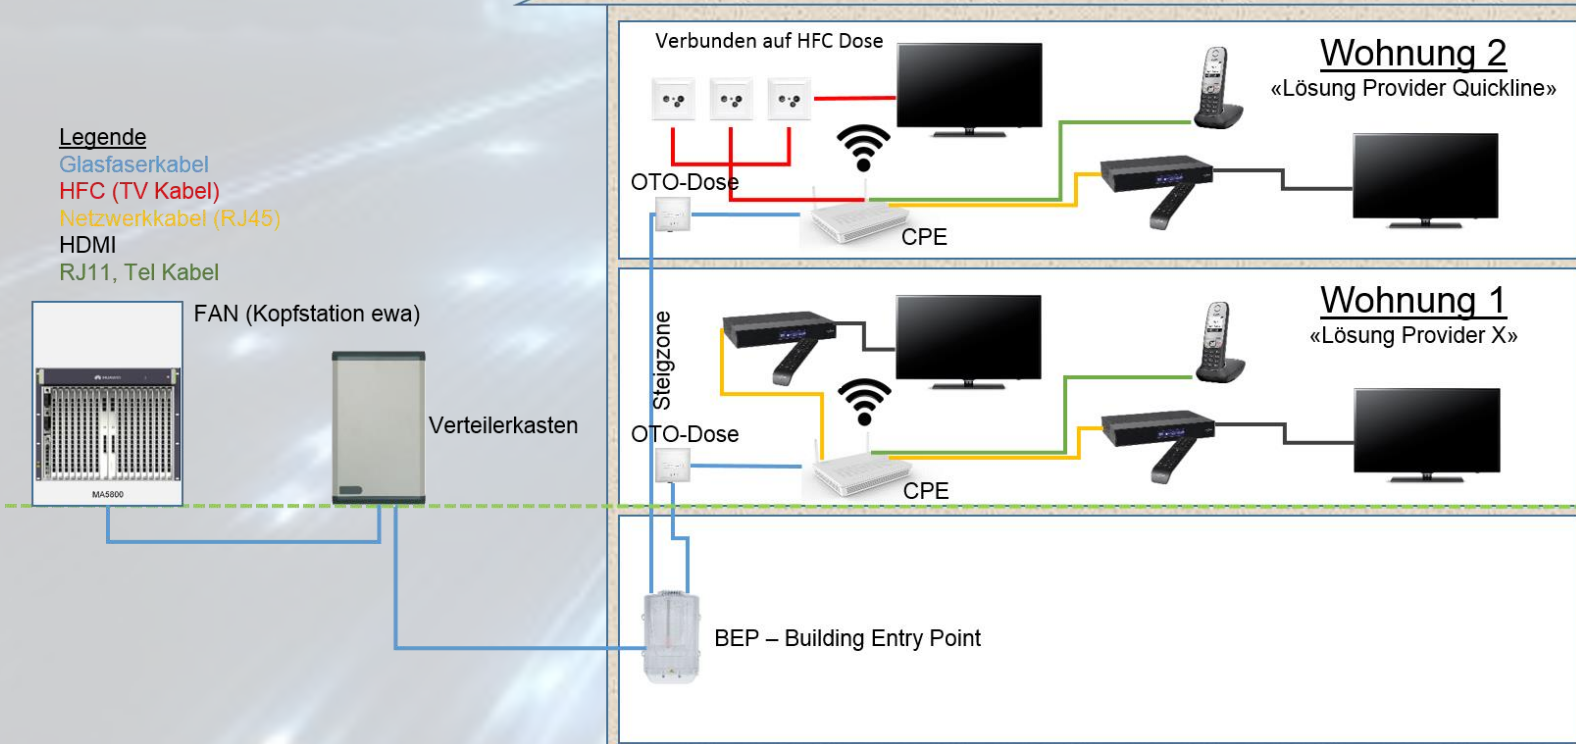 Verbunden auf HFC Dose
Wohnung 2
«Lösung Provider Quickline»
OTO-Dose
CPE
Legende
Glasfaserkabel
HFC (TV Kabel)
Netzwerkkabel (RJ45)
HDMI
RJ11, Tel Kabel
FAN (Kopfstation ewa)
MA5800
Verteilerkasten
Steigzone
Wohnung 1
«Lösung Provider X»
OTO-Dose
CPE
BEP – Building Entry Point